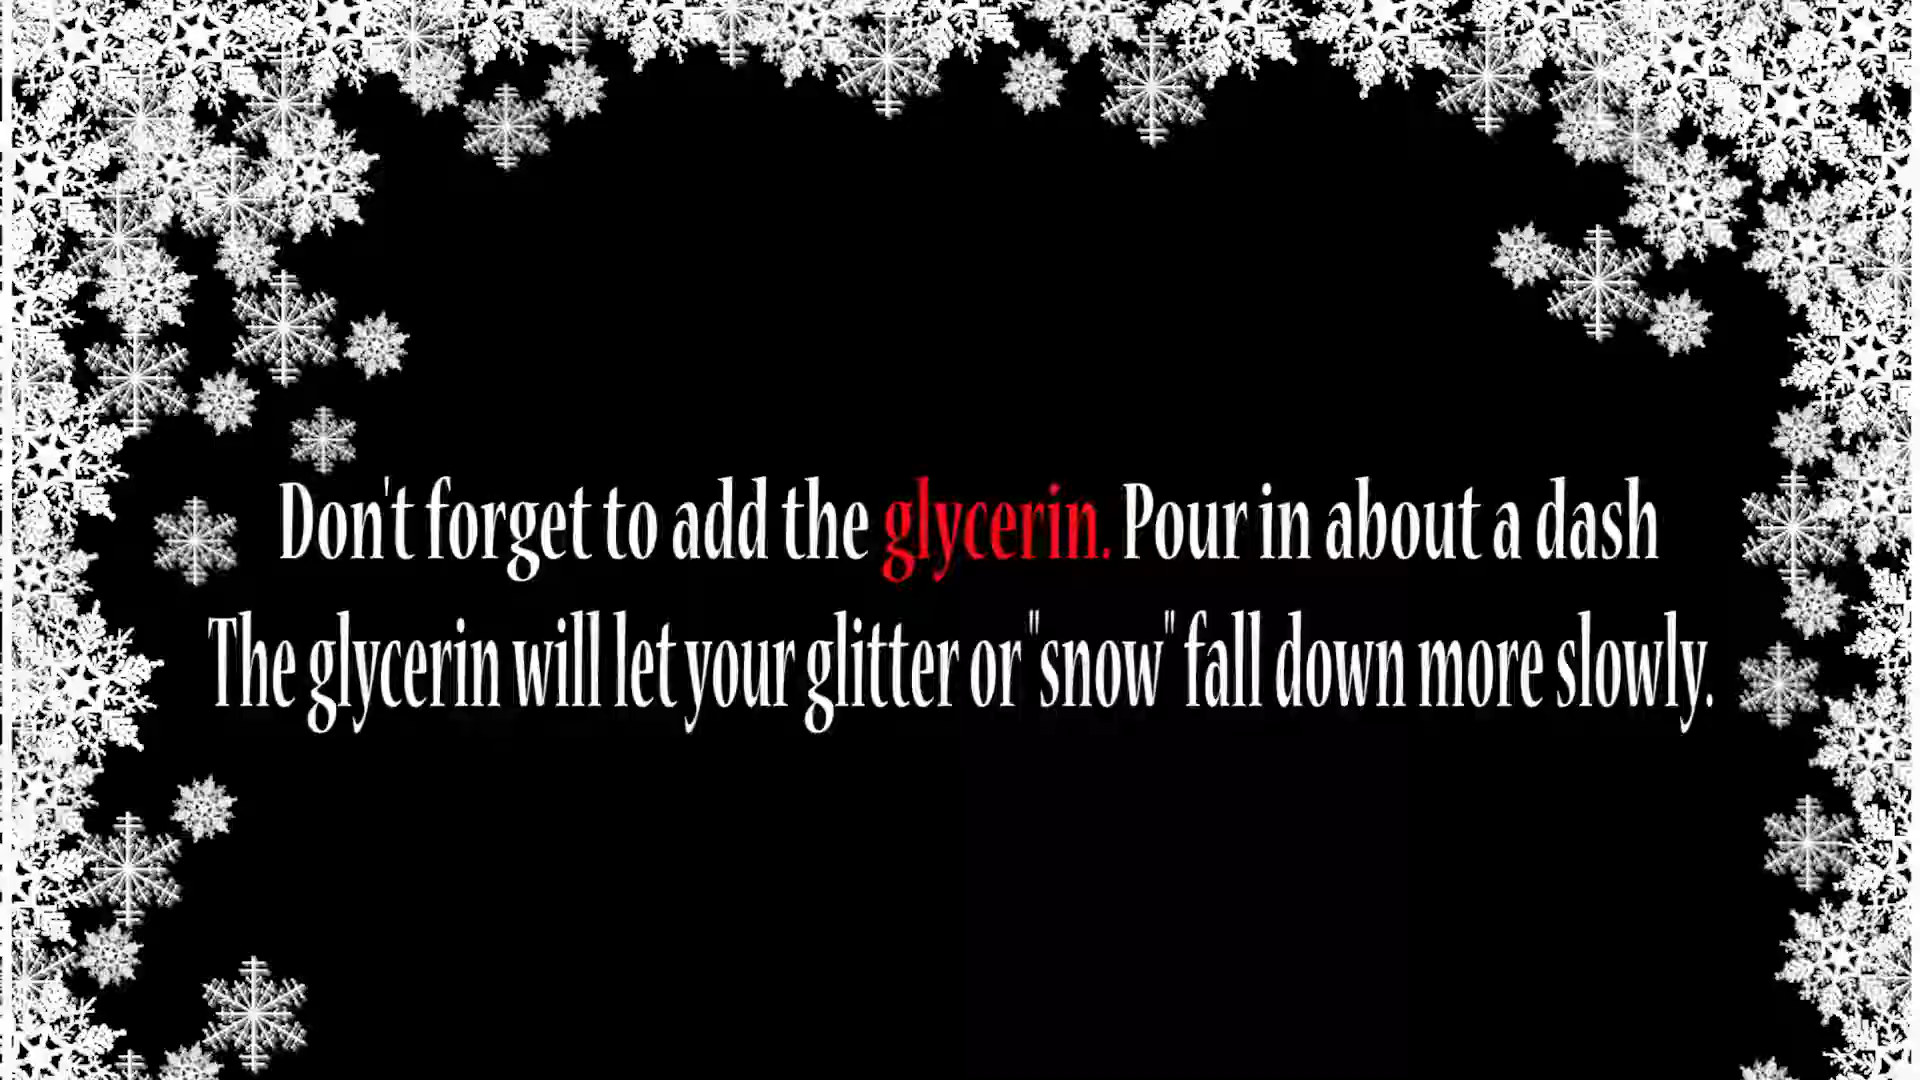 Don't forget to add the glycerin. Pour in about a dash
The glycerin will let your glitter or "snow" fall down more slowly.